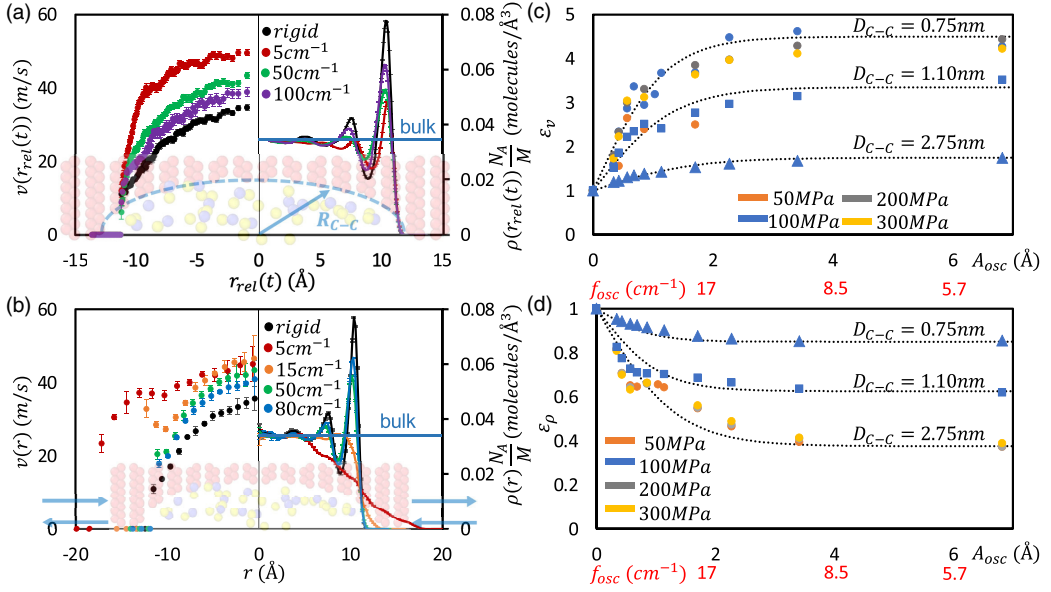 (a)
v(r_rel(t)) (m/s)
60
40
20
0
-15
-10
-5
0
5
10
15
r_rel(t) (Å)
rigid
5cm⁻¹
50cm⁻¹
100cm⁻¹
bulk
R_C−C
0.08
0.06
0.04
0.02
0
ρ(r_rel(t)) N_A/M (molecules/Å³)
(b)
v(r) (m/s)
60
40
20
0
-20
-10
0
10
20
r (Å)
rigid
5cm⁻¹
15cm⁻¹
50cm⁻¹
80cm⁻¹
bulk
0.08
0.06
0.04
0.02
0
ρ(r) N_A/M (molecules/Å³)
(c)
ε_v
5
4
3
2
1
0
D_C−C = 0.75nm
D_C−C = 1.10nm
D_C−C = 2.75nm
50MPa
200MPa
100MPa
300MPa
0
2
4
6
A_osc (Å)
f_osc (cm⁻¹)
17
8.5
5.7
(d)
ε_ρ
1
0.8
0.6
0.4
0.2
0
D_C−C = 0.75nm
D_C−C = 1.10nm
D_C−C = 2.75nm
50MPa
100MPa
200MPa
300MPa
0
2
4
6
A_osc (Å)
f_osc (cm⁻¹)
17
8.5
5.7